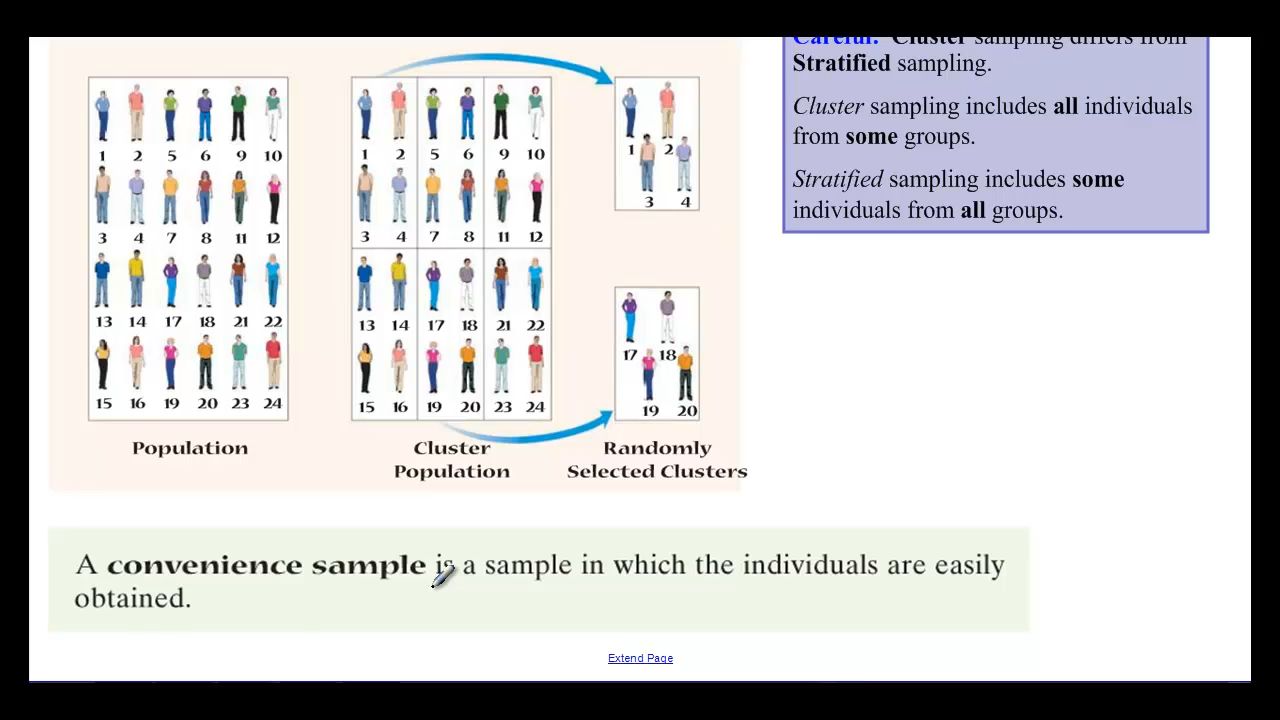 Careful: Cluster sampling differs from
Stratified sampling.
Cluster sampling includes all individuals
from some groups.
Stratified sampling includes some
individuals from all groups.
1 2 5 6 9 10
3 4 7 8 11 12
13 14 17 18 21 22
15 16 19 20 23 24
Population
1 2 5 6 9 10
3 4 7 8 11 12
13 14 17 18 21 22
15 16 19 20 23 24
Cluster
Population
1 2
3 4
17 18
19 20
Randomly
Selected Clusters
A convenience sample is a sample in which the individuals are easily
obtained.
Extend Page